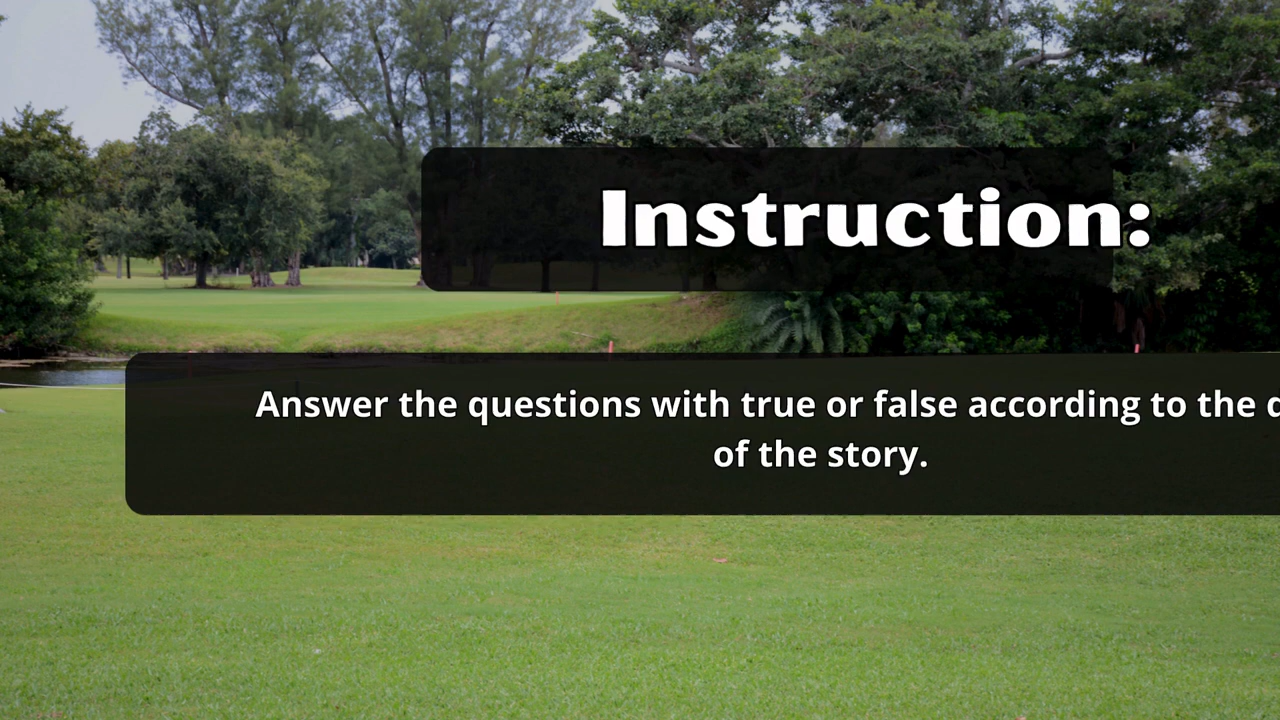 Instruction:
Answer the questions with true or false according to the
of the story.